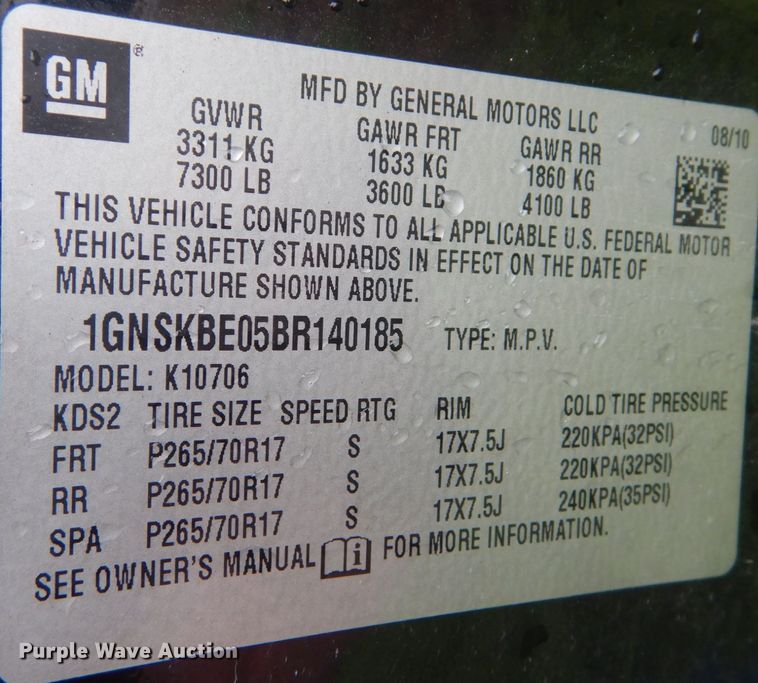 GM ®
MFD BY GENERAL MOTORS LLC 08/10
GVWR GAWR FRT GAWR RR
3311 KG 1633 KG 1860 KG
7300 LB 3600 LB 4100 LB
THIS VEHICLE CONFORMS TO ALL APPLICABLE U.S. FEDERAL MOTOR
VEHICLE SAFETY STANDARDS IN EFFECT ON THE DATE OF
MANUFACTURE SHOWN ABOVE.
1GNSKBE05BR140185 TYPE: M.P.V.
MODEL: K10706
KDS2 TIRE SIZE SPEED RTG RIM COLD TIRE PRESSURE
FRT P265/70R17 S 17X7.5J 220KPA(32PSI)
RR P265/70R17 S 17X7.5J 220KPA(32PSI)
SPA P265/70R17 S 17X7.5J 240KPA(35PSI)
SEE OWNER'S MANUAL i FOR MORE INFORMATION.
Purple Wave Auction